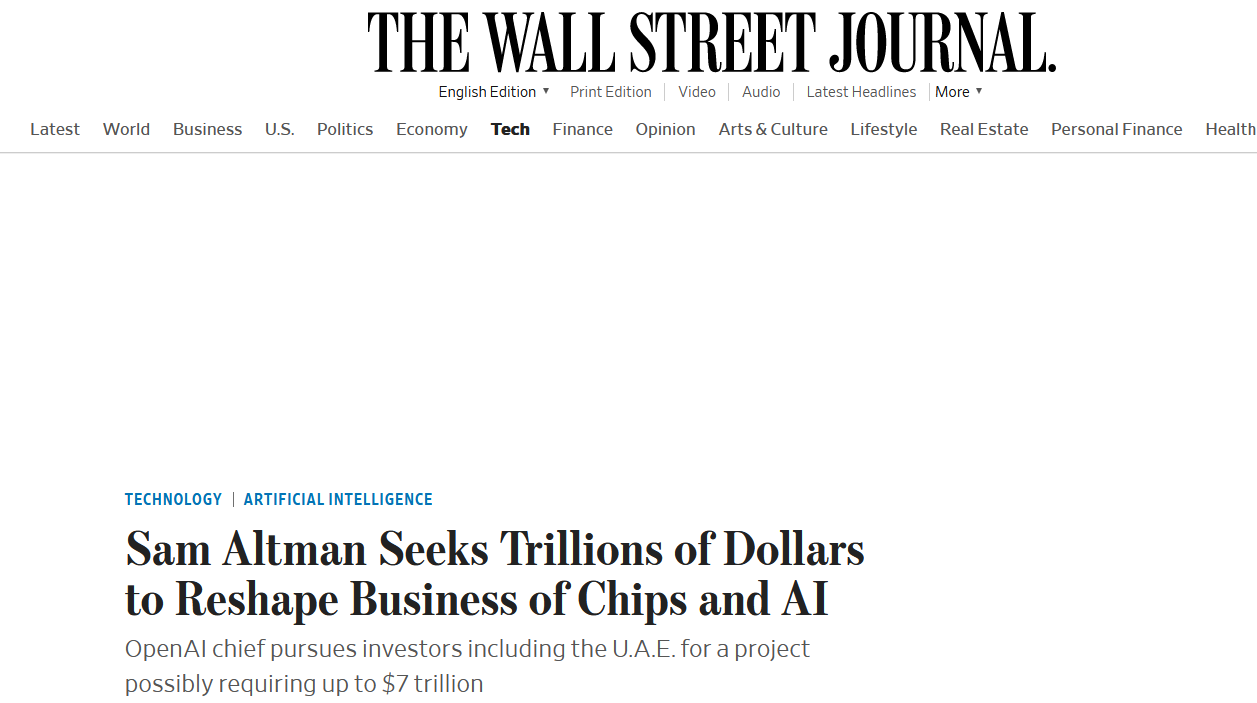 THE WALL STREET JOURNAL.
English Edition ▼ Print Edition | Video | Audio | Latest Headlines | More ▼
Latest World Business U.S. Politics Economy Tech Finance Opinion Arts & Culture Lifestyle Real Estate Personal Finance Health
TECHNOLOGY | ARTIFICIAL INTELLIGENCE
Sam Altman Seeks Trillions of Dollars
to Reshape Business of Chips and AI
OpenAI chief pursues investors including the U.A.E. for a project
possibly requiring up to $7 trillion